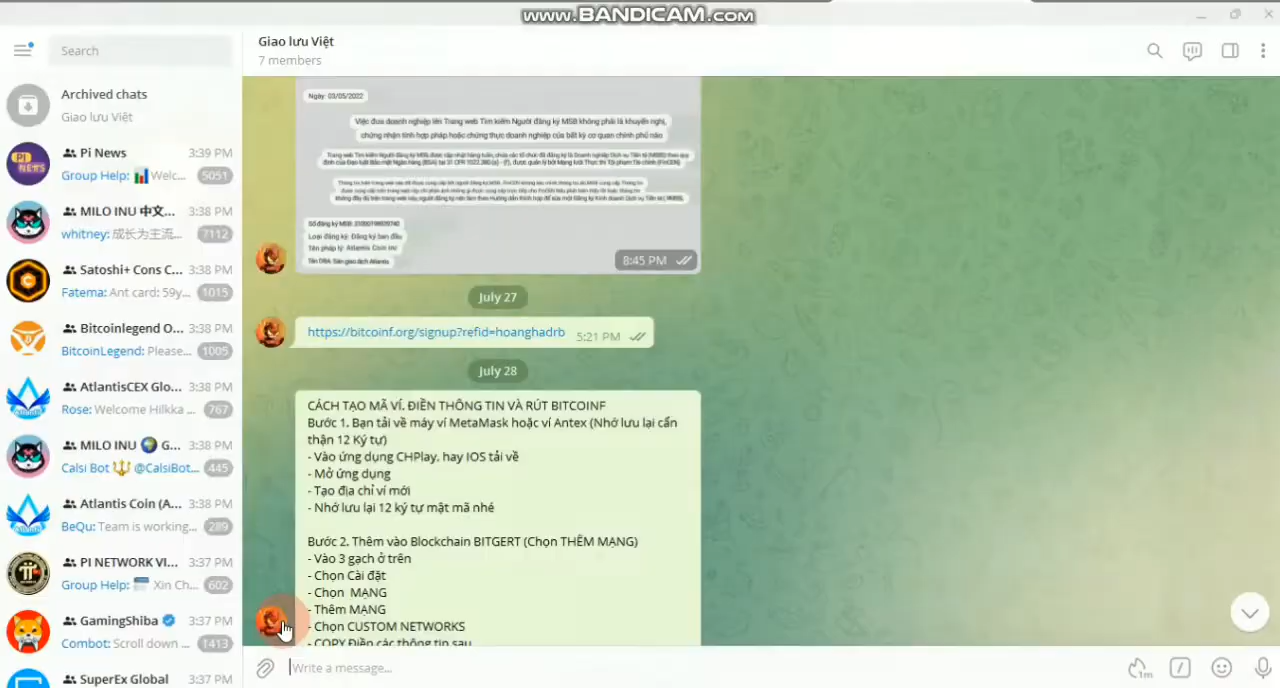 www.BANDICAM.com
Search
Giao lưu Việt
7 members
Archived chats
Giao lưu Việt
Pi News 3:39 PM
Group Help: 📊 Welc... 5051
MILO INU 中文... 3:38 PM
whitney: 成长为主流... 7112
Satoshi+ Cons C... 3:38 PM
Fatema: Ant card: 59y... 1015
Bitcoinlegend O... 3:38 PM
BitcoinLegend: Please... 1005
AtlantisCEX Glo... 3:38 PM
Rose: Welcome Hilkka ... 767
MILO INU 🌍 G... 3:38 PM
Calsi Bot 🔱 @CalsiBot... 445
Atlantis Coin (A... 3:38 PM
BeQu: Team is working... 289
PI NETWORK VI... 3:37 PM
Group Help: Xin Ch... 602
GamingShiba 3:37 PM
Combot: Scroll down ... 1413
SuperEx Global 3:37 PM
Ngày: 03/05/2022
Việc đưa doanh nghiệp lên Trang web Tìm kiếm Người đăng ký MSB không phải là khuyến nghị,
chứng nhận tính hợp pháp hoặc chứng thực doanh nghiệp của bất kỳ cơ quan chính phủ nào
Loại đăng ký: Đăng ký ban đầu
Tên pháp lý: Atlantis Coin Inc
Tên DBA: Sàn giao dịch Atlantis
8:45 PM
July 27
https://bitcoinf.org/signup?refid=hoanghadrb 5:21 PM
July 28
CÁCH TẠO MÃ VÍ, ĐIỀN THÔNG TIN VÀ RÚT BITCOINF
Bước 1. Bạn tải về máy ví MetaMask hoặc ví Antex (Nhớ lưu lại cẩn
thận 12 Ký tự)
- Vào ứng dụng CHPlay, hay IOS tải về
- Mở ứng dụng
- Tạo địa chỉ ví mới
- Nhớ lưu lại 12 ký tự mật mã nhé
Bước 2. Thêm vào Blockchain BITGERT (Chọn THÊM MẠNG)
- Vào 3 gạch ở trên
- Chọn Cài đặt
- Chọn MẠNG
- Thêm MẠNG
- Chọn CUSTOM NETWORKS
- COPY Điền các thông tin sau
Write a message...
1m